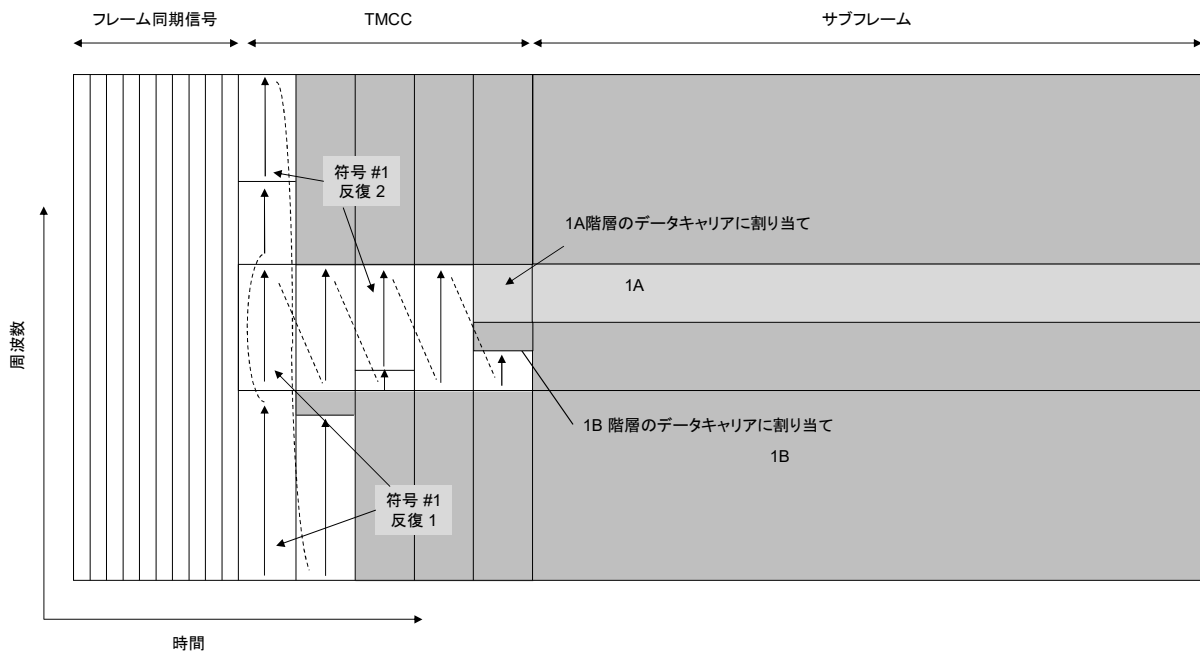 フレーム同期信号
TMCC
サブフレーム
符号 #1
反復 2
1A階層のデータキャリアに割り当て
1A
周波数
1B 階層のデータキャリアに割り当て
1B
符号 #1
反復 1
時間